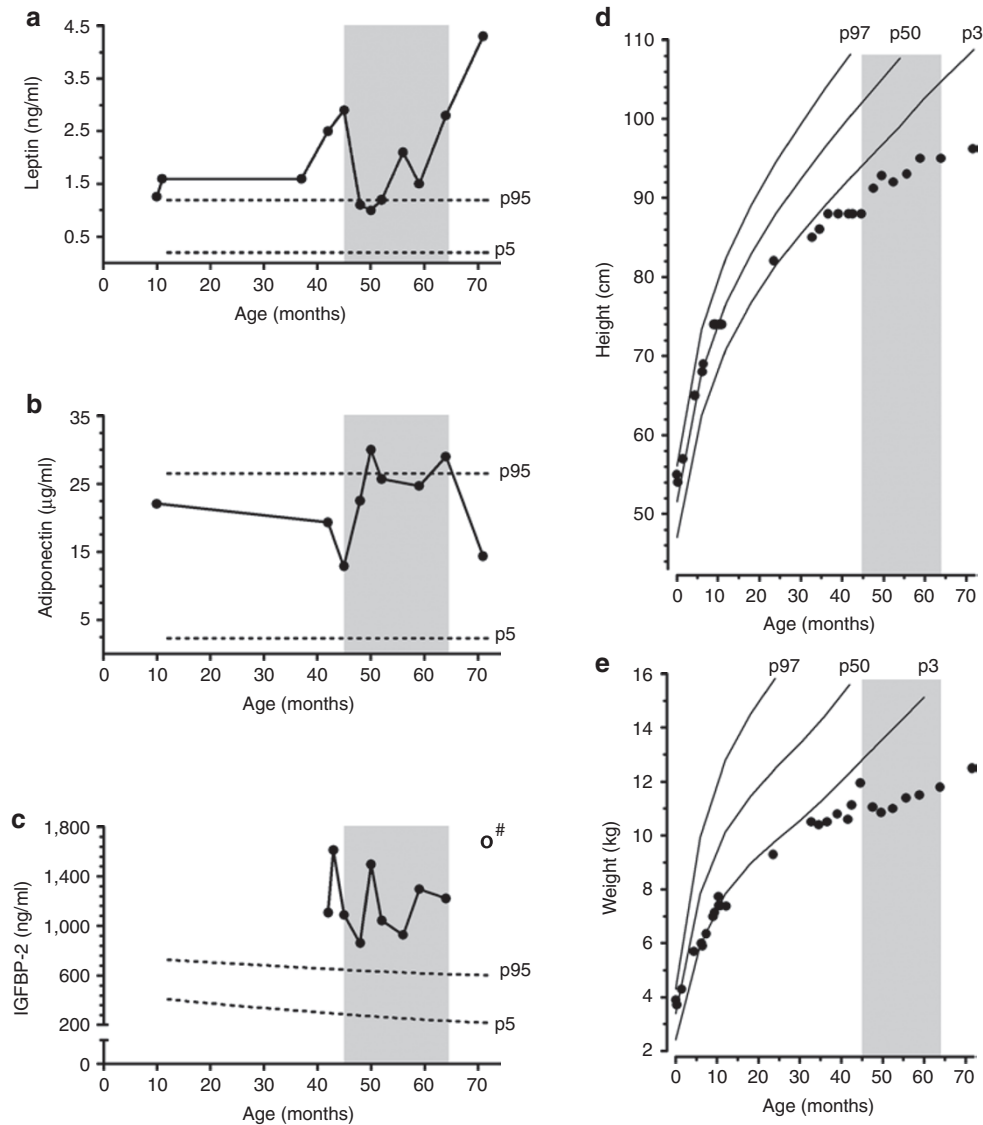 a
4.5
3.5
2.5
1.5
0.5
Leptin (ng/ml)
p95
p5
0 10 20 30 40 50 60 70
Age (months)
b
35
25
15
5
Adiponectin (µg/ml)
p95
p5
0 10 20 30 40 50 60 70
Age (months)
c
1,800
1,400
1,000
600
200
0
IGFBP-2 (ng/ml)
o#
p95
p5
0 10 20 30 40 50 60 70
Age (months)
d
p97 p50 p3
110
100
90
80
70
60
50
Height (cm)
0 10 20 30 40 50 60 70
Age (months)
e
p97 p50 p3
16
14
12
10
8
6
4
2
Weight (kg)
0 10 20 30 40 50 60 70
Age (months)